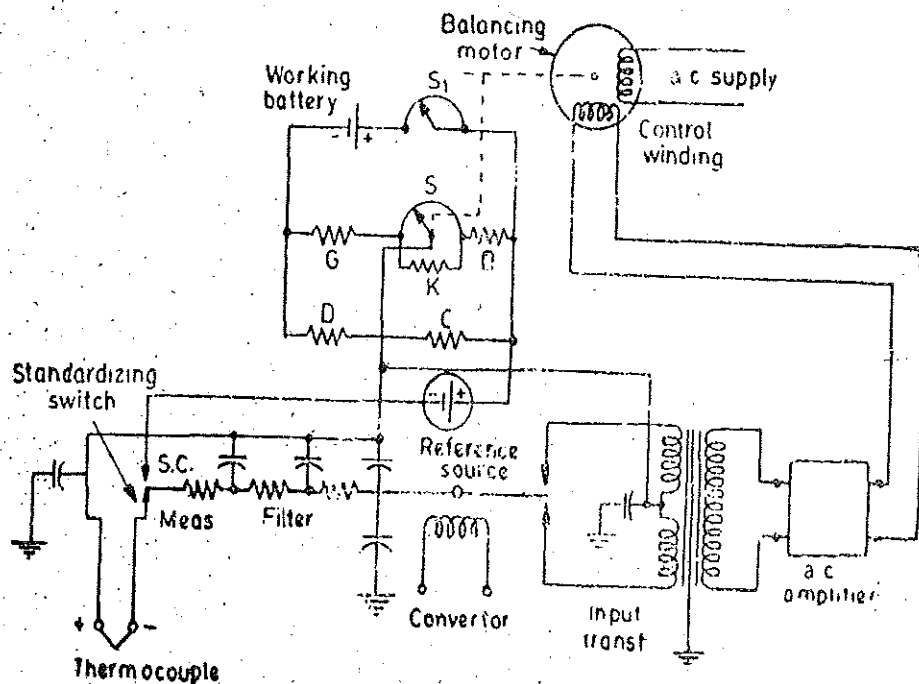 Balancing
motor
a c supply
Working
battery
S1
Control
winding
S
G
B
K
D
C
Standardizing
switch
- +
- +
S.C.
Reference
source
Meas
Filter
Convertor
Input
transf
a c
amplifier
+ -
Thermocouple